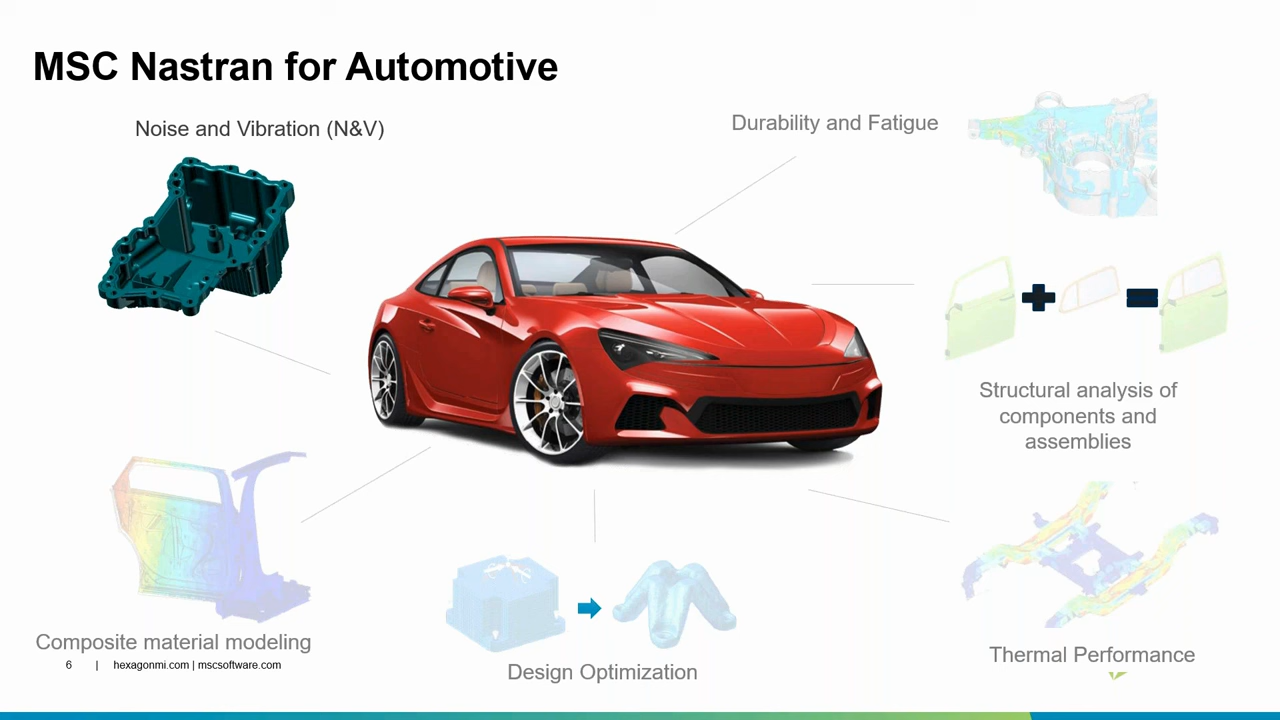 MSC Nastran for Automotive
Noise and Vibration (N&V)
Durability and Fatigue
Structural analysis of
components and
assemblies
Composite material modeling
Design Optimization
Thermal Performance
6 | hexagonmi.com | mscsoftware.com